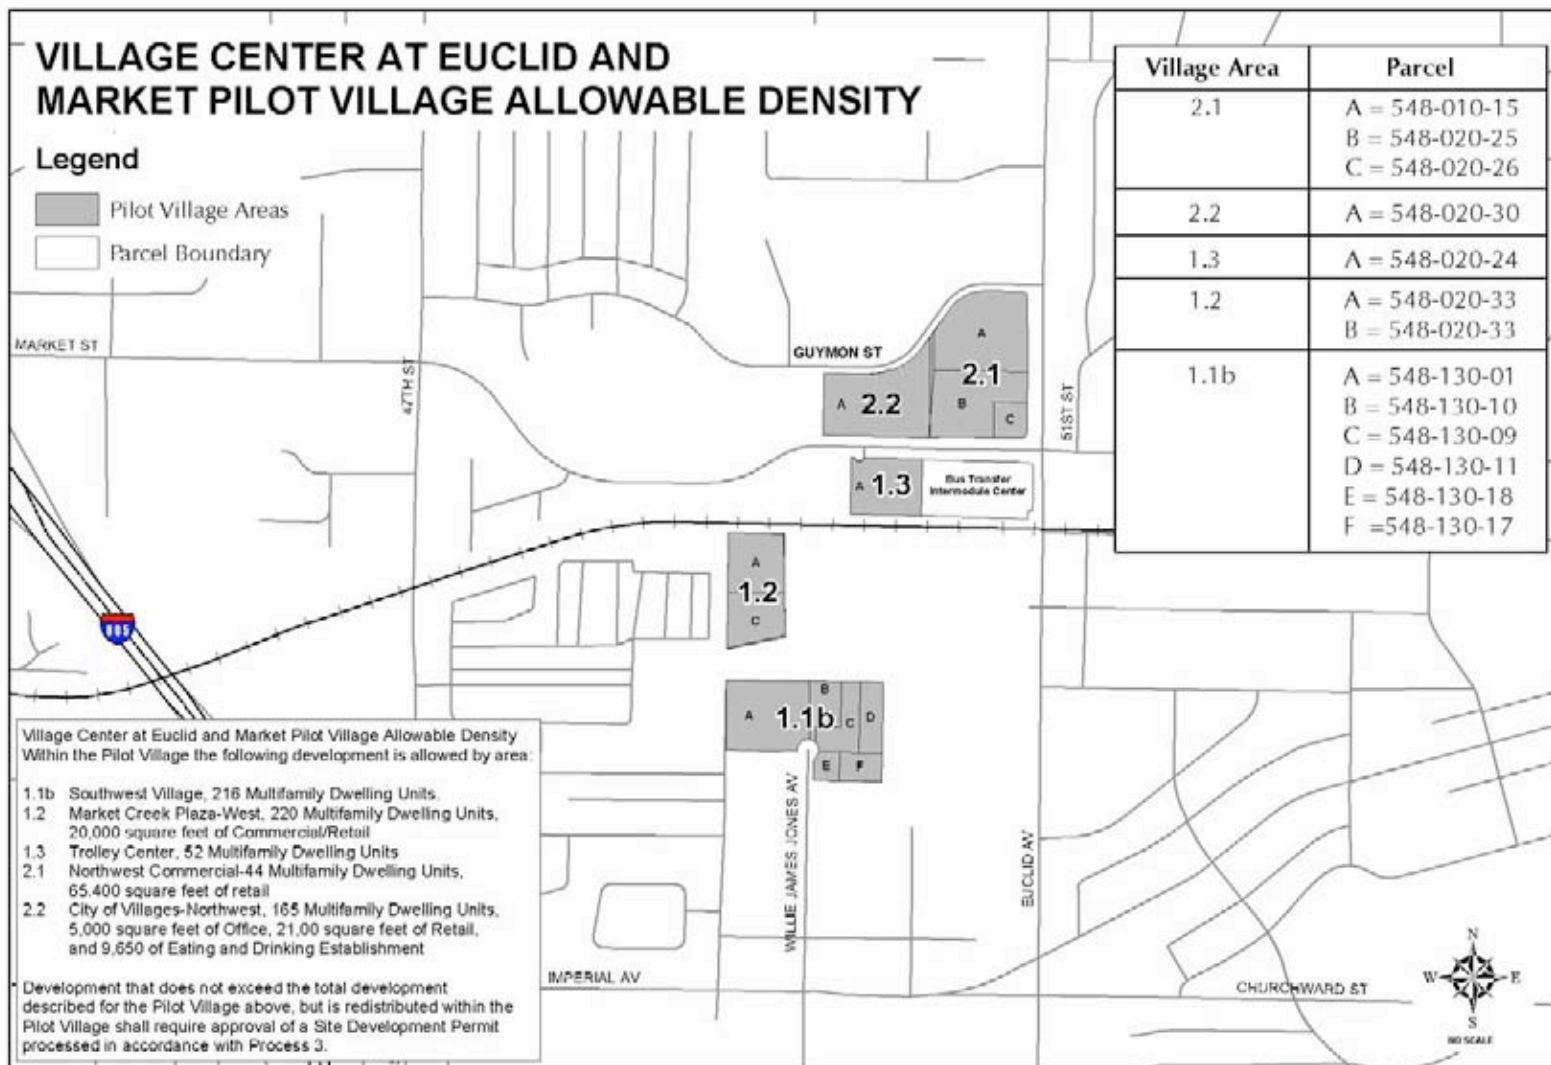 VILLAGE CENTER AT EUCLID AND
MARKET PILOT VILLAGE ALLOWABLE DENSITY
Legend
Pilot Village Areas
Parcel Boundary
Village Area Parcel
2.1 A = 548-010-15
B = 548-020-25
C = 548-020-26
2.2 A = 548-020-30
1.3 A = 548-020-24
1.2 A = 548-020-33
B = 548-020-33
1.1b A = 548-130-01
B = 548-130-10
C = 548-130-09
D = 548-130-11
E = 548-130-18
F =548-130-17
MARKET ST
47TH ST
GUYMON ST
51ST ST
A
2.1
B
C
A 2.2
A 1.3
Bus Transfer
Intermodule Center
A
1.2
C
805
A 1.1b B C D
E F
WILLIE JAMES JONES AV
EUCLID AV
IMPERIAL AV
CHURCHWARD ST
N
W E
S
NO SCALE
Village Center at Euclid and Market Pilot Village Allowable Density
Within the Pilot Village the following development is allowed by area:
1.1b Southwest Village, 216 Multifamily Dwelling Units.
1.2 Market Creek Plaza-West, 220 Multifamily Dwelling Units,
20,000 square feet of Commercial/Retail
1.3 Trolley Center, 52 Multifamily Dwelling Units
2.1 Northwest Commercial-44 Multifamily Dwelling Units,
65,400 square feet of retail
2.2 City of Villages-Northwest, 165 Multifamily Dwelling Units,
5,000 square feet of Office, 21,00 square feet of Retail,
and 9,650 of Eating and Drinking Establishment
Development that does not exceed the total development
described for the Pilot Village above, but is redistributed within the
Pilot Village shall require approval of a Site Development Permit
processed in accordance with Process 3.